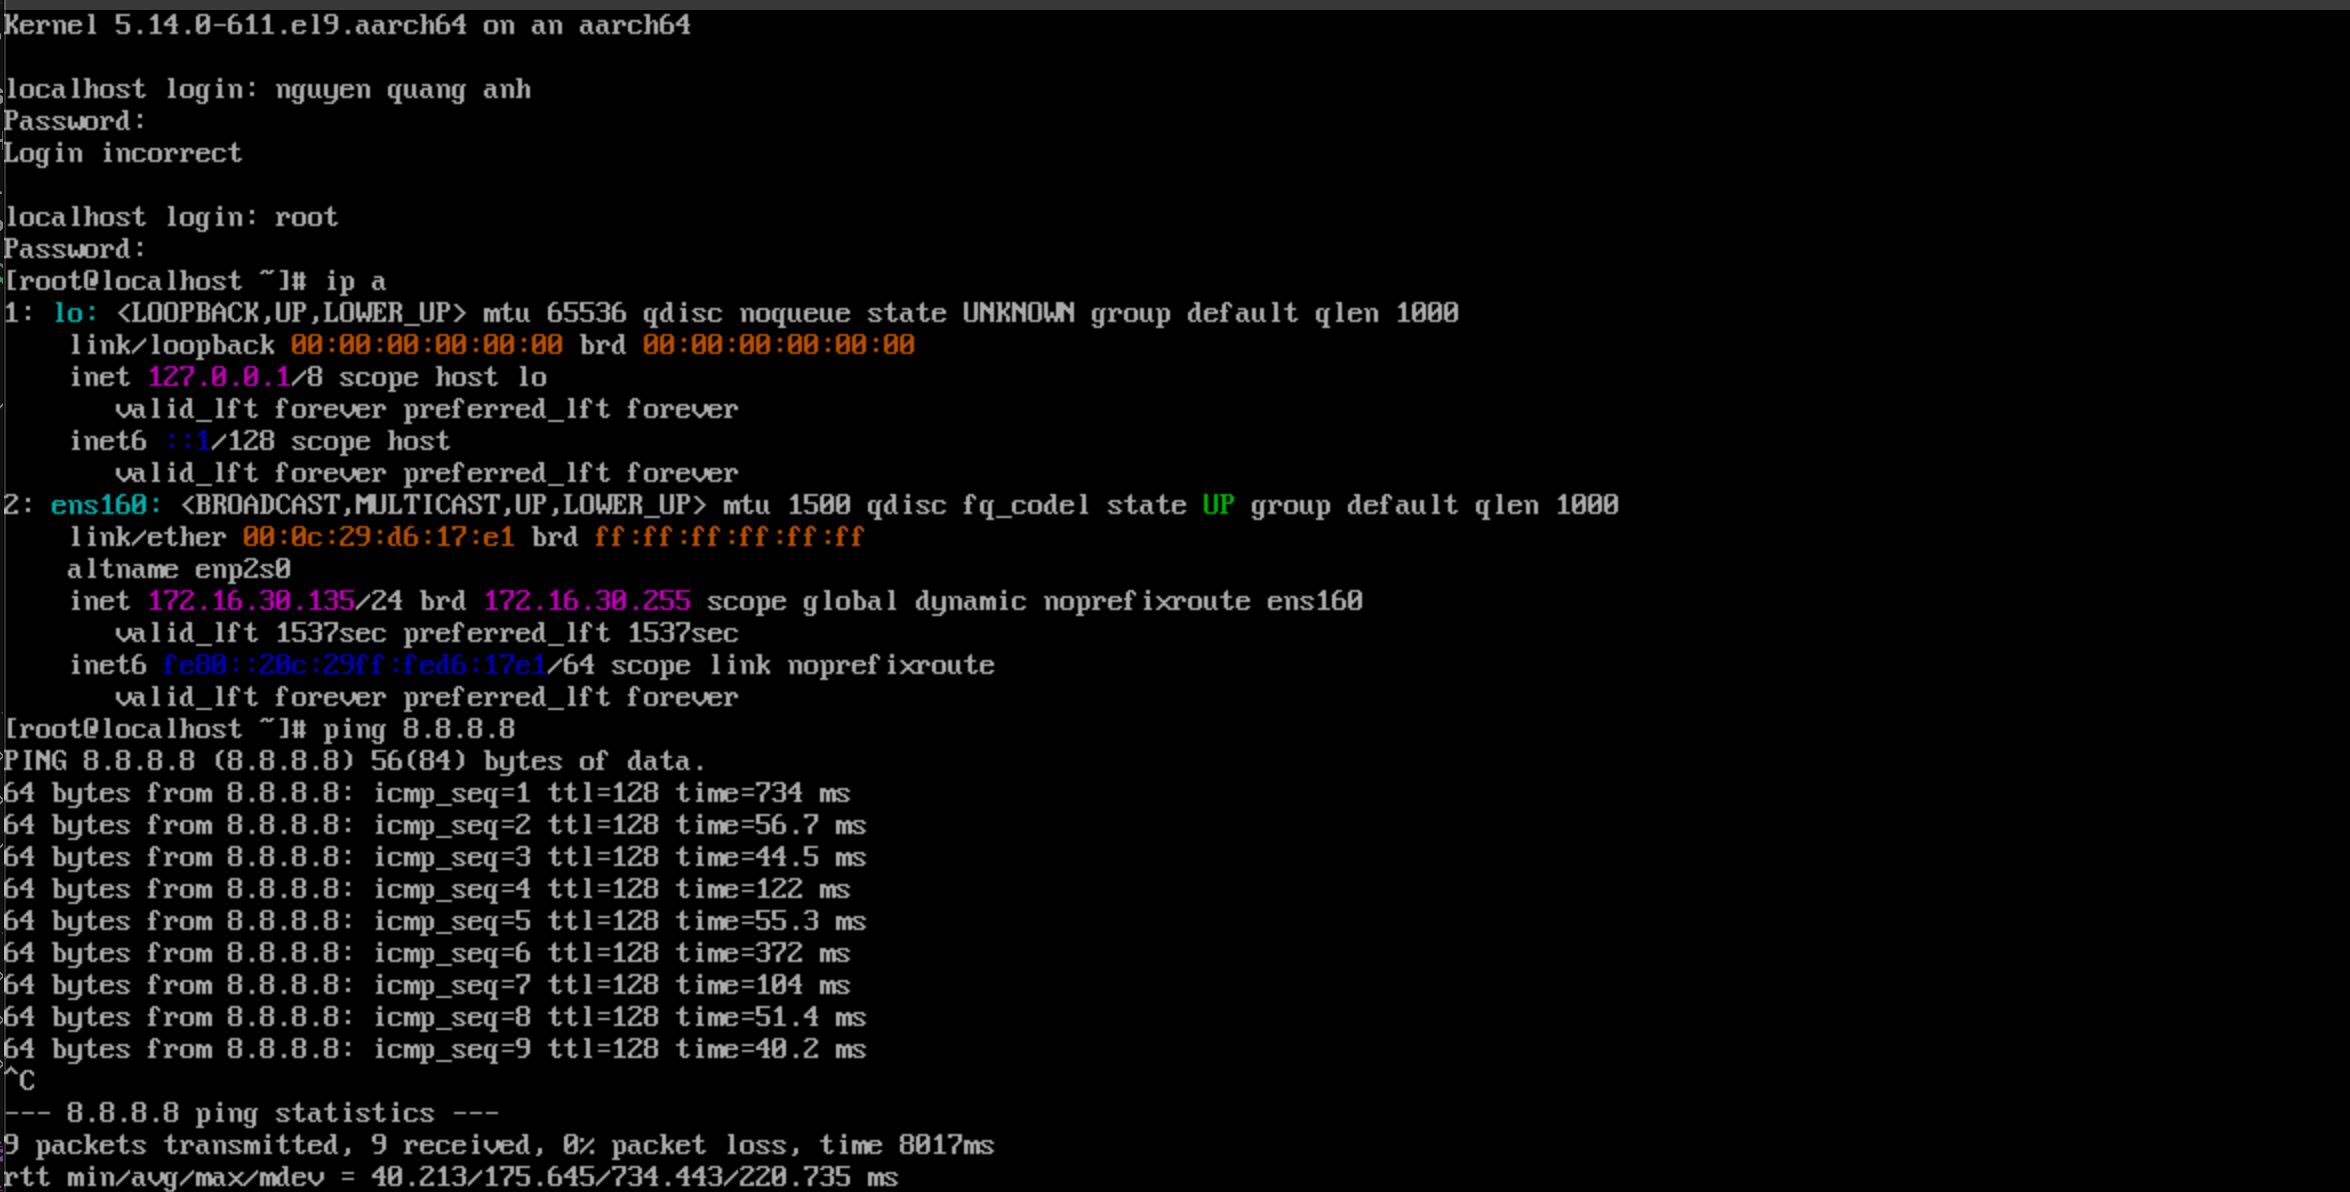 Kernel 5.14.0-611.el9.aarch64 on an aarch64
localhost login: nguyen quang anh
Password:
Login incorrect
localhost login: root
Password:
[root@localhost ~]# ip a
1: lo: <LOOPBACK,UP,LOWER_UP> mtu 65536 qdisc noqueue state UNKNOWN group default qlen 1000
    link/loopback 00:00:00:00:00:00 brd 00:00:00:00:00:00
    inet 127.0.0.1/8 scope host lo
       valid_lft forever preferred_lft forever
    inet6 ::1/128 scope host
       valid_lft forever preferred_lft forever
2: ens160: <BROADCAST,MULTICAST,UP,LOWER_UP> mtu 1500 qdisc fq_codel state UP group default qlen 1000
    link/ether 00:0c:29:d6:17:e1 brd ff:ff:ff:ff:ff:ff
    altname enp2s0
    inet 172.16.30.135/24 brd 172.16.30.255 scope global dynamic noprefixroute ens160
       valid_lft 1537sec preferred_lft 1537sec
    inet6 fe80::20c:29ff:fed6:17e1/64 scope link noprefixroute
       valid_lft forever preferred_lft forever
[root@localhost ~]# ping 8.8.8.8
PING 8.8.8.8 (8.8.8.8) 56(84) bytes of data.
64 bytes from 8.8.8.8: icmp_seq=1 ttl=128 time=734 ms
64 bytes from 8.8.8.8: icmp_seq=2 ttl=128 time=56.7 ms
64 bytes from 8.8.8.8: icmp_seq=3 ttl=128 time=44.5 ms
64 bytes from 8.8.8.8: icmp_seq=4 ttl=128 time=122 ms
64 bytes from 8.8.8.8: icmp_seq=5 ttl=128 time=55.3 ms
64 bytes from 8.8.8.8: icmp_seq=6 ttl=128 time=372 ms
64 bytes from 8.8.8.8: icmp_seq=7 ttl=128 time=104 ms
64 bytes from 8.8.8.8: icmp_seq=8 ttl=128 time=51.4 ms
64 bytes from 8.8.8.8: icmp_seq=9 ttl=128 time=40.2 ms
^C
--- 8.8.8.8 ping statistics ---
9 packets transmitted, 9 received, 0% packet loss, time 8017ms
rtt min/avg/max/mdev = 40.213/175.645/734.443/220.735 ms